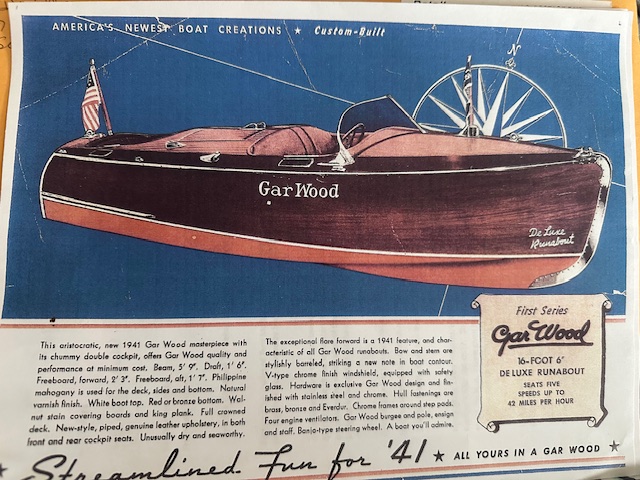 AMERICA'S NEWEST BOAT CREATIONS ★ Custom-Built
N
Gar Wood
De Luxe
Runabout
This aristocratic, new 1941 Gar Wood masterpiece with
its chummy double cockpit, offers Gar Wood quality and
performance at minimum cost. Beam, 5' 9". Draft, 1' 6".
Freeboard, forward, 2' 3". Freeboard, aft, 1' 7". Philippine
mahogany is used for the deck, sides and bottom. Natural
varnish finish. White boot top. Red or bronze bottom. Wal-
nut stain covering boards and king plank. Full crowned
deck. New-style, piped, genuine leather upholstery, in both
front and rear cockpit seats. Unusually dry and seaworthy.
The exceptional flare forward is a 1941 feature, and char-
acteristic of all Gar Wood runabouts. Bow and stern are
stylishly barreled, striking a new note in boat contour.
V-type chrome finish windshield, equipped with safety
glass. Hardware is exclusive Gar Wood design and fin-
ished with stainless steel and chrome. Hull fastenings are
brass, bronze and Everdur. Chrome frames around step pads.
Four engine ventilators. Gar Wood burgee and pole, ensign
and staff. Banjo-type steering wheel. A boat you'll admire.
First Series
Gar Wood
16-FOOT 6"
DE LUXE RUNABOUT
SEATS FIVE
SPEEDS UP TO
42 MILES PER HOUR
★ Streamlined Fun for '41 ★ ALL YOURS IN A GAR WOOD ★